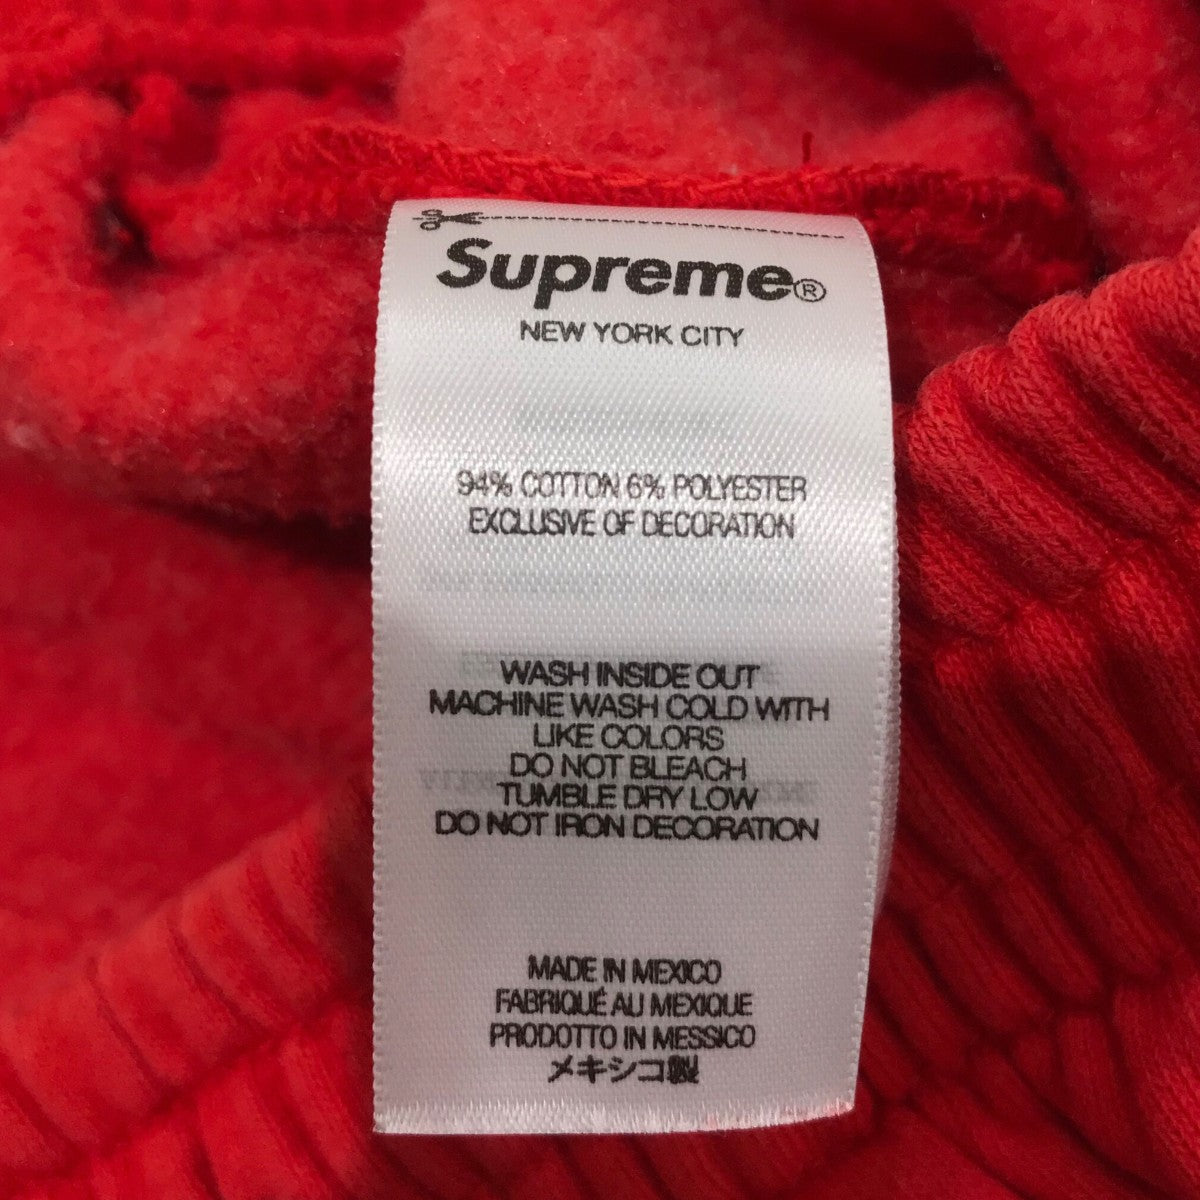 Supreme®
NEW YORK CITY
94% COTTON 6% POLYESTER
EXCLUSIVE OF DECORATION
WASH INSIDE OUT
MACHINE WASH COLD WITH
LIKE COLORS
DO NOT BLEACH
TUMBLE DRY LOW
DO NOT IRON DECORATION
MADE IN MEXICO
FABRIQUÉ AU MEXIQUE
PRODOTTO IN MESSICO
メキシコ製